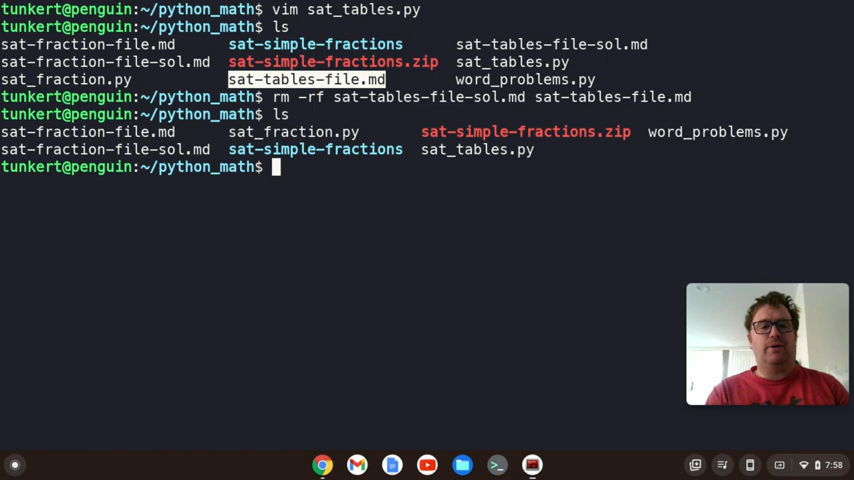 tunkert@penguin:~/python_math$ vim sat_tables.py
tunkert@penguin:~/python_math$ ls
sat-fraction-file.md sat-simple-fractions sat-tables-file-sol.md
sat-fraction-file-sol.md sat-simple-fractions.zip sat_tables.py
sat_fraction.py sat-tables-file.md word_problems.py
tunkert@penguin:~/python_math$ rm -rf sat-tables-file-sol.md sat-tables-file.md
tunkert@penguin:~/python_math$ ls
sat-fraction-file.md sat_fraction.py sat-simple-fractions.zip word_problems.py
sat-fraction-file-sol.md sat-simple-fractions sat_tables.py
tunkert@penguin:~/python_math$
7:58